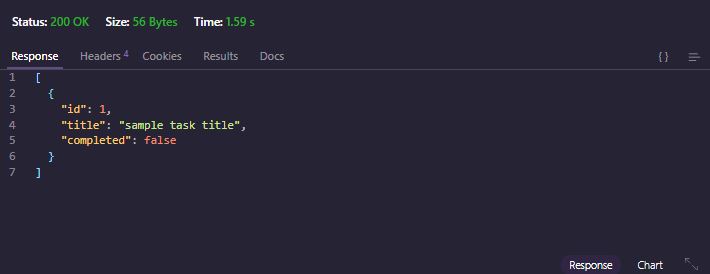 Status: 200 OK Size: 56 Bytes Time: 1.59 s
Response Headers 4 Cookies Results Docs { }
1 [
2 {
3 "id": 1,
4 "title": "sample task title",
5 "completed": false
6 }
7 ]
Response Chart